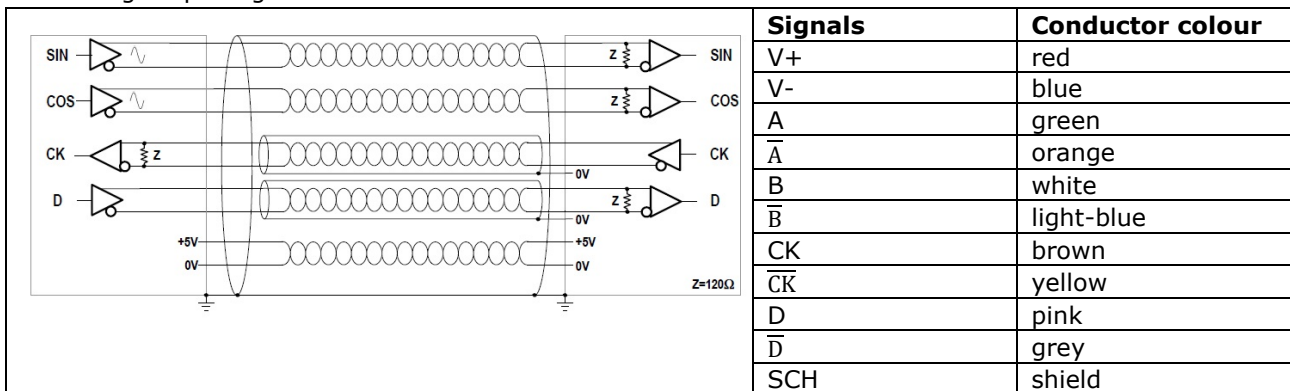 SIN Z SIN
COS Z COS
CK Z CK
0V
D Z D
0V
+5V +5V
0V 0V
Z=120Ω
Signals Conductor colour
V+ red
V- blue
A green
A̅ orange
B white
B̅ light-blue
CK brown
C̅K̅ yellow
D pink
D̅ grey
SCH shield